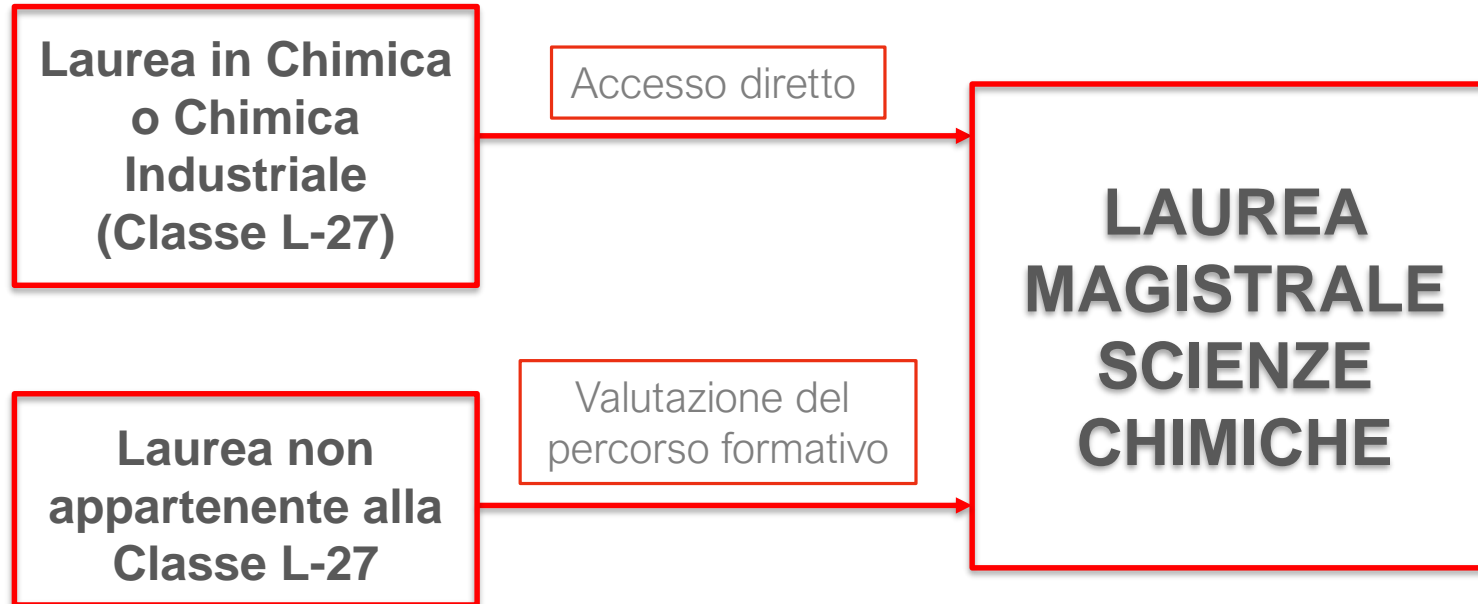 Laurea in Chimica
o Chimica
Industriale
(Classe L-27)
Accesso diretto
LAUREA
MAGISTRALE
SCIENZE
CHIMICHE
Laurea non
appartenente alla
Classe L-27
Valutazione del
percorso formativo